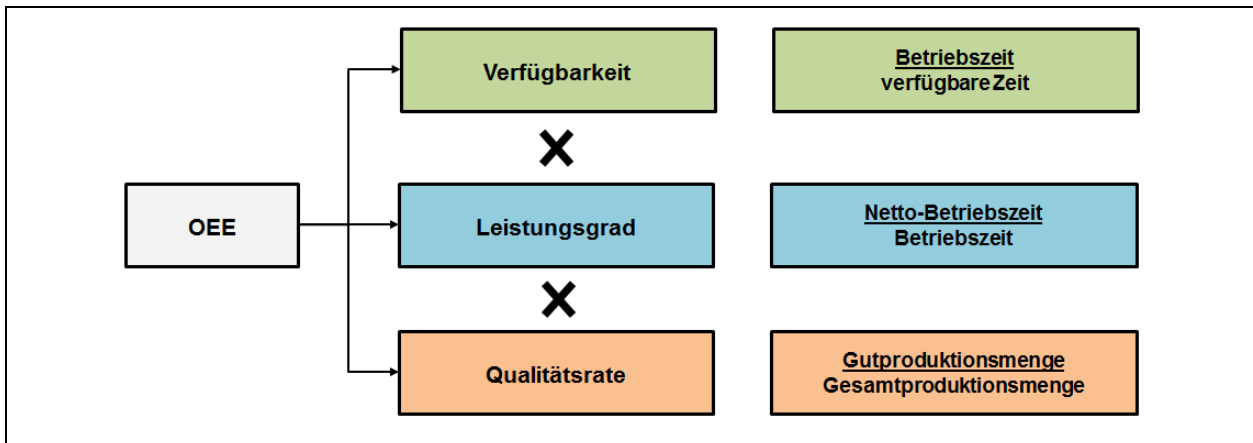 Verfügbarkeit
Betriebszeit
verfügbare Zeit
OEE
Leistungsgrad
Netto-Betriebszeit
Betriebszeit
Qualitätsrate
Gutproduktionsmenge
Gesamtproduktionsmenge